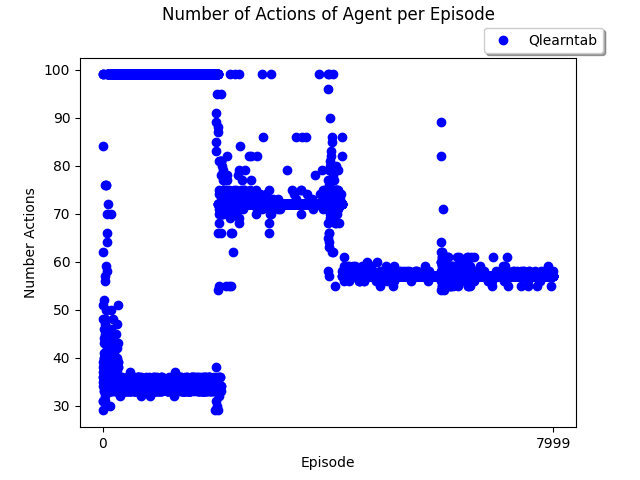 Number of Actions of Agent per Episode
Qlearntab
100
90
80
70
60
50
40
30
Number Actions
0
7999
Episode